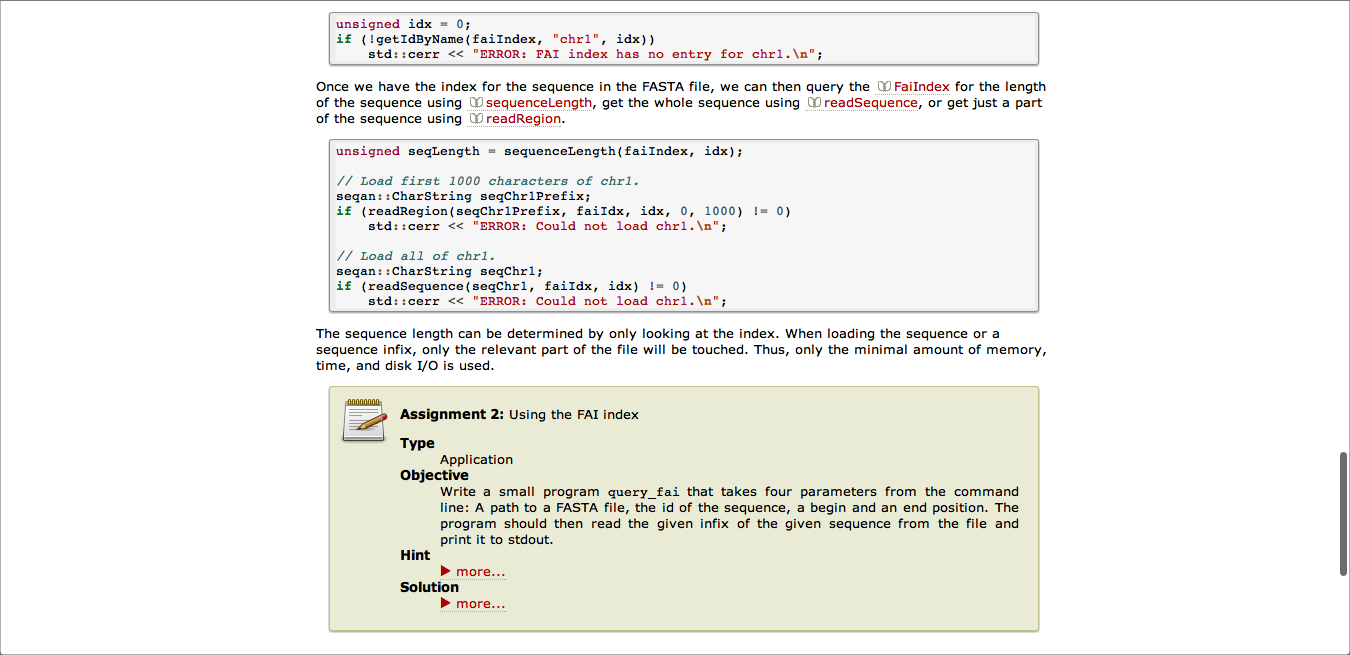 unsigned idx = 0;
if (!getIdByName(faiIndex, "chr1", idx))
    std::cerr << "ERROR: FAI index has no entry for chr1.\n";
Once we have the index for the sequence in the FASTA file, we can then query the FaiIndex for the length
of the sequence using sequenceLength, get the whole sequence using readSequence, or get just a part
of the sequence using readRegion.
unsigned seqLength = sequenceLength(faiIndex, idx);
// Load first 1000 characters of chr1.
seqan::CharString seqChr1Prefix;
if (readRegion(seqChr1Prefix, faiIdx, idx, 0, 1000) != 0)
    std::cerr << "ERROR: Could not load chr1.\n";
// Load all of chr1.
seqan::CharString seqChr1;
if (readSequence(seqChr1, faiIdx, idx) != 0)
    std::cerr << "ERROR: Could not load chr1.\n";
The sequence length can be determined by only looking at the index. When loading the sequence or a
sequence infix, only the relevant part of the file will be touched. Thus, only the minimal amount of memory,
time, and disk I/O is used.
Assignment 2: Using the FAI index
Type
Application
Objective
Write a small program query_fai that takes four parameters from the command
line: A path to a FASTA file, the id of the sequence, a begin and an end position. The
program should then read the given infix of the given sequence from the file and
print it to stdout.
Hint
more...
Solution
more...